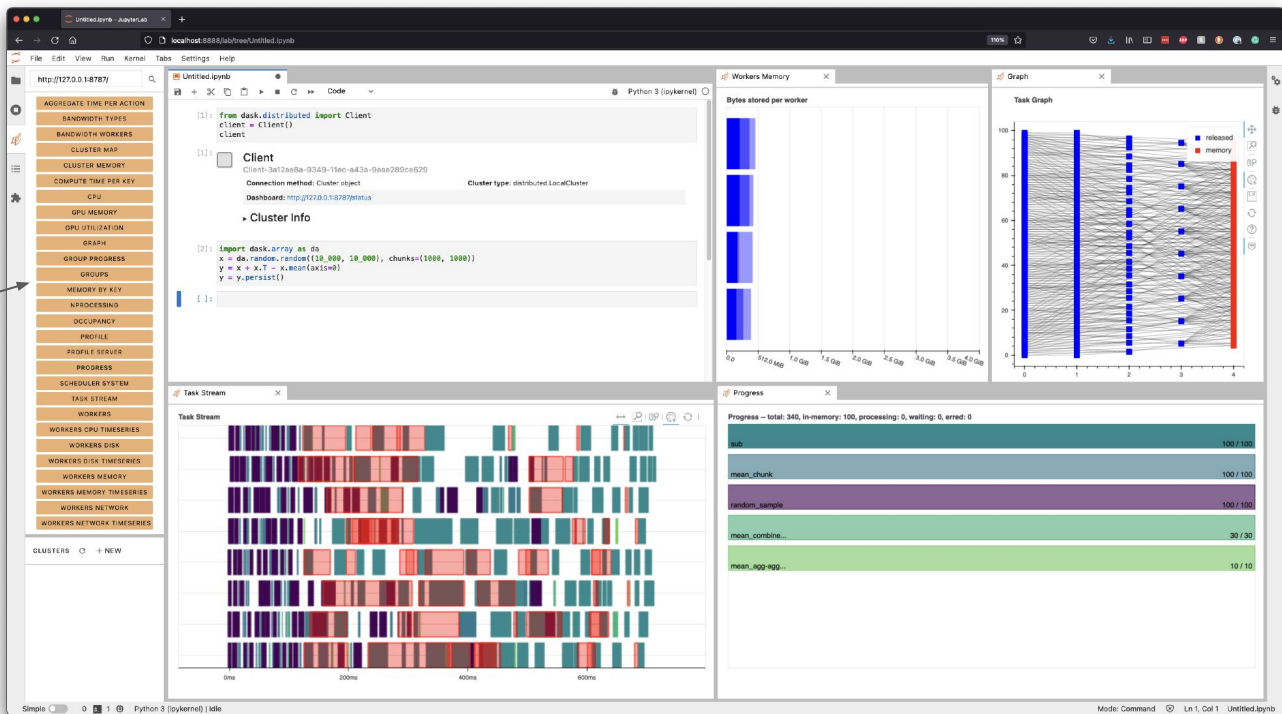 Untitled.ipynb - JupyterLab
localhost:8888/lab/tree/Untitled.ipynb
110%
File Edit View Run Kernel Tabs Settings Help
http://127.0.0.1:8787/
AGGREGATE TIME PER ACTION
BANDWIDTH TYPES
BANDWIDTH WORKERS
CLUSTER MAP
CLUSTER MEMORY
COMPUTE TIME PER KEY
CPU
GPU MEMORY
GPU UTILIZATION
GRAPH
GROUP PROGRESS
GROUPS
MEMORY BY KEY
NPROCESSING
OCCUPANCY
PROFILE
PROFILE SERVER
PROGRESS
SCHEDULER SYSTEM
TASK STREAM
WORKERS
WORKERS CPU TIMESERIES
WORKERS DISK
WORKERS DISK TIMESERIES
WORKERS MEMORY
WORKERS MEMORY TIMESERIES
WORKERS NETWORK
WORKERS NETWORK TIMESERIES
CLUSTERS + NEW
Untitled.ipynb
Code
Python 3 (ipykernel)
[1]: from dask.distributed import Client
client = Client()
client
[1]:
Client
Client-3a12ae8a-9349-11ec-a43a-9eae289ce629
Connection method: Cluster object Cluster type: distributed.LocalCluster
Dashboard: http://127.0.0.1:8787/status
Cluster Info
[2]: import dask.array as da
x = da.random.random((10_000, 10_000), chunks=(1000, 1000))
y = x + x.T - x.mean(axis=0)
y = y.persist()
[ ]:
Workers Memory
Bytes stored per worker
0.0 512.0 MiB 1.0 GiB 1.5 GiB 2.0 GiB 2.5 GiB 3.0 GiB 3.5 GiB 4.0 GiB
Graph
Task Graph
released
memory
100
80
60
40
20
0
0 1 2 3 4
Task Stream
Task Stream
0ms 200ms 400ms 600ms
Progress
Progress -- total: 340, in-memory: 100, processing: 0, waiting: 0, erred: 0
sub 100 / 100
mean_chunk 100 / 100
random_sample 100 / 100
mean_combine... 30 / 30
mean_agg-agg... 10 / 10
Simple 0 1 Python 3 (ipykernel) | Idle
Mode: Command Ln 1, Col 1 Untitled.ipynb